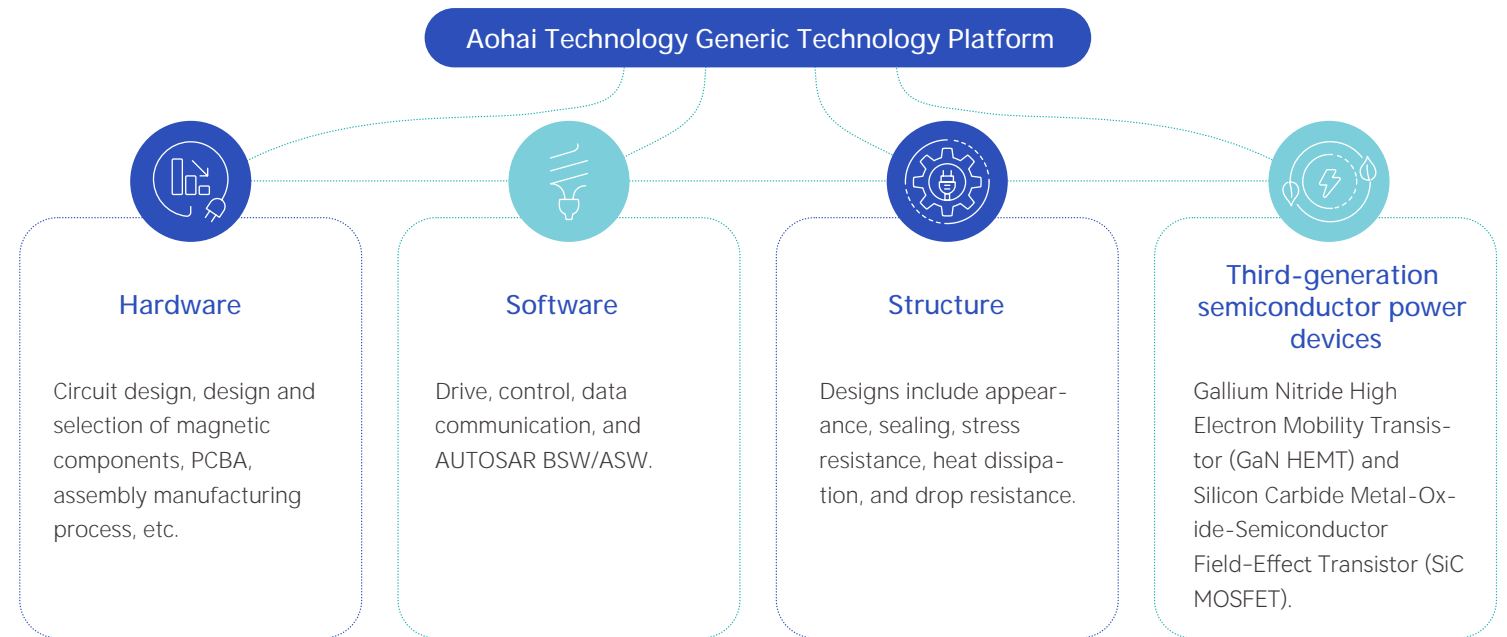 Aohai Technology Generic Technology Platform
Hardware
Circuit design, design and
selection of magnetic
components, PCBA,
assembly manufacturing
process, etc.
Software
Drive, control, data
communication, and
AUTOSAR BSW/ASW.
Structure
Designs include appear-
ance, sealing, stress
resistance, heat dissipa-
tion, and drop resistance.
Third-generation
semiconductor power
devices
Gallium Nitride High
Electron Mobility Transis-
tor (GaN HEMT) and
Silicon Carbide Metal-Ox-
ide-Semiconductor
Field-Effect Transistor (SiC
MOSFET).